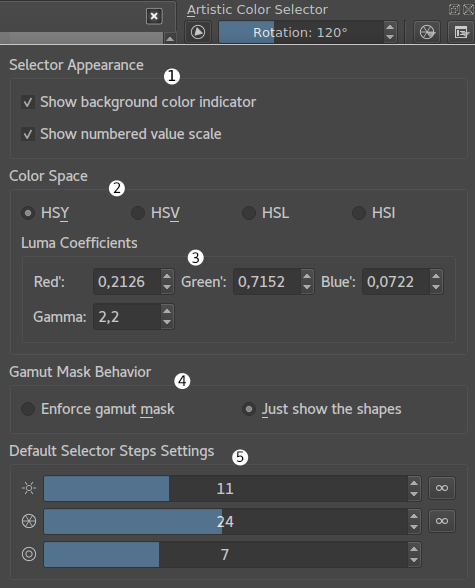 Artistic Color Selector
Rotation: 120°
Selector Appearance
1
Show background color indicator
Show numbered value scale
Color Space
2
HSY HSV HSL HSI
Luma Coefficients
3
Red': 0,2126 Green': 0,7152 Blue': 0,0722
Gamma: 2,2
Gamut Mask Behavior
4
Enforce gamut mask Just show the shapes
Default Selector Steps Settings
5
11 ∞
24 ∞
7